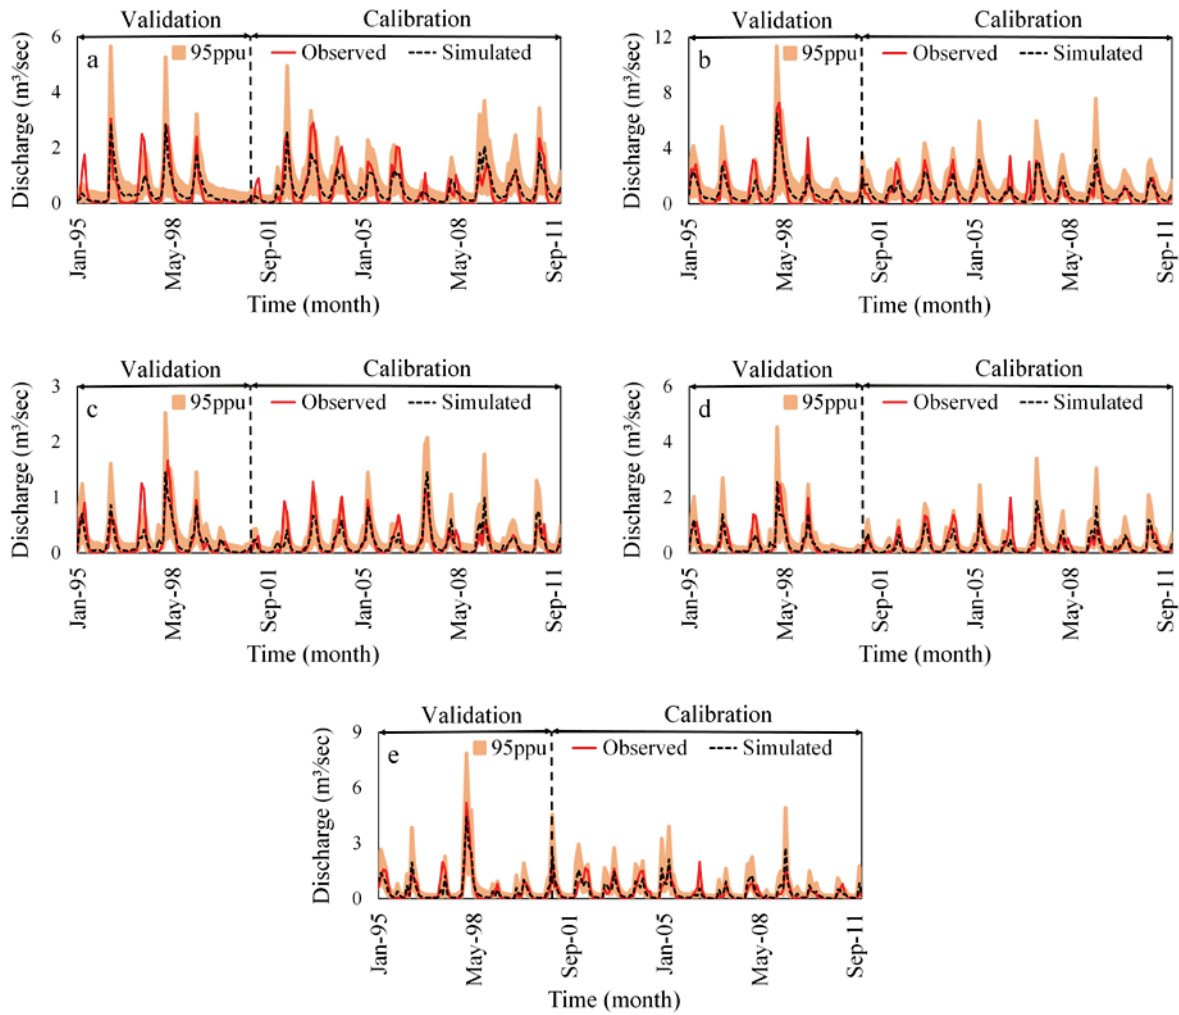 Validation Calibration
a 95ppu Observed Simulated
Discharge (m³/sec)
6
4
2
0
Jan-95 May-98 Sep-01 Jan-05 May-08 Sep-11
Time (month)
Validation Calibration
b 95ppu Observed Simulated
Discharge (m³/sec)
12
8
4
0
Jan-95 May-98 Sep-01 Jan-05 May-08 Sep-11
Time (month)
Validation Calibration
c 95ppu Observed Simulated
Discharge (m³/sec)
3
2
1
0
Jan-95 May-98 Sep-01 Jan-05 May-08 Sep-11
Time (month)
Validation Calibration
d 95ppu Observed Simulated
Discharge (m³/sec)
6
4
2
0
Jan-95 May-98 Sep-01 Jan-05 May-08 Sep-11
Time (month)
Validation Calibration
e 95ppu Observed Simulated
Discharge (m³/sec)
9
6
3
0
Jan-95 May-98 Sep-01 Jan-05 May-08 Sep-11
Time (month)